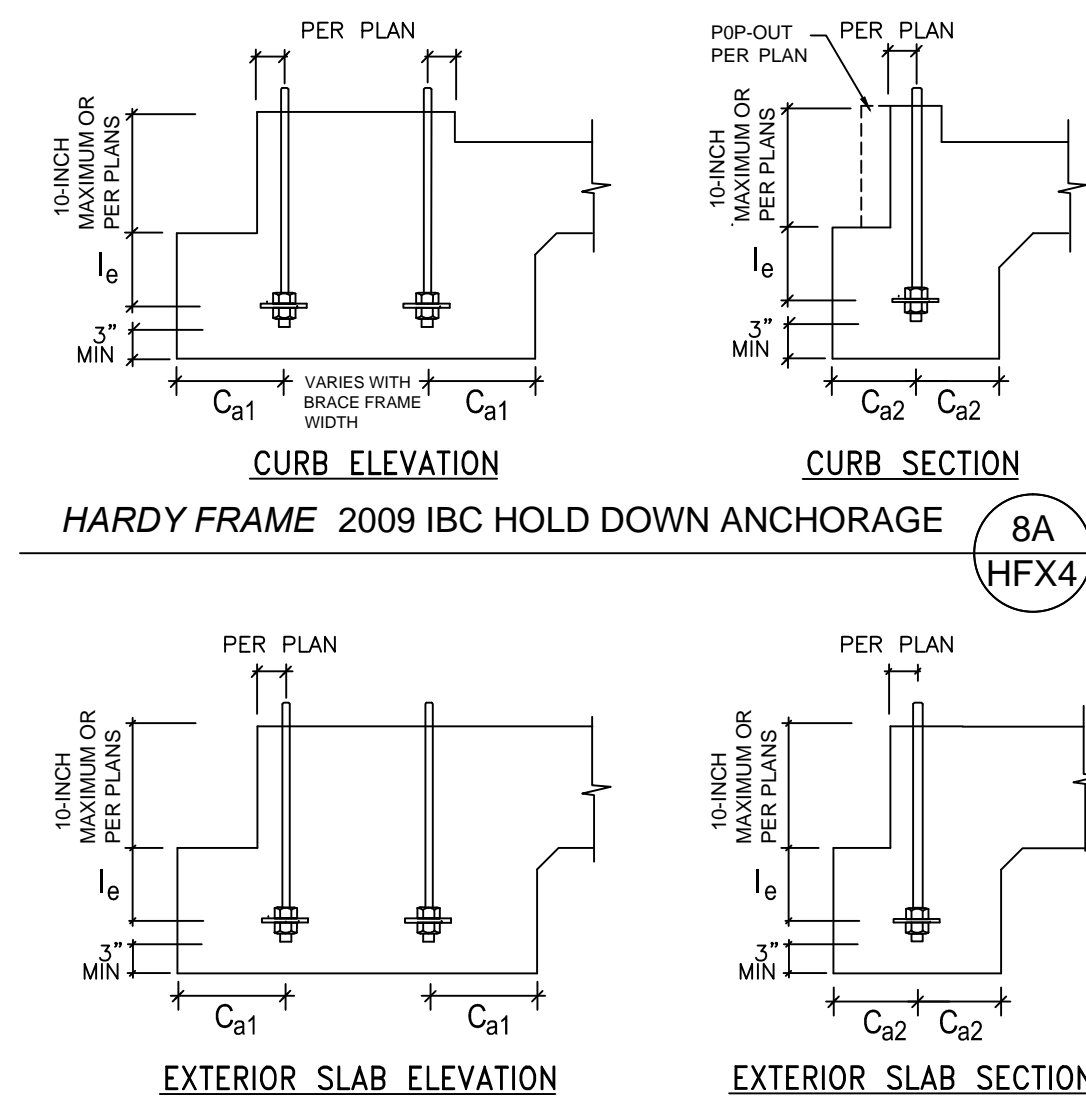 PER PLAN
10-INCH
MAXIMUM OR
PER PLANS
le
3"
MIN
Ca1
VARIES WITH
BRACE FRAME
WIDTH
Ca1
CURB ELEVATION
P0P-OUT
PER PLAN
PER PLAN
10-INCH
MAXIMUM OR
PER PLANS
le
3"
MIN
Ca2
Ca2
CURB SECTION
HARDY FRAME 2009 IBC HOLD DOWN ANCHORAGE
8A
HFX4
PER PLAN
10-INCH
MAXIMUM OR
PER PLANS
le
3"
MIN
Ca1
Ca1
EXTERIOR SLAB ELEVATION
PER PLAN
10-INCH
MAXIMUM OR
PER PLANS
le
3"
MIN
Ca2
Ca2
EXTERIOR SLAB SECTION